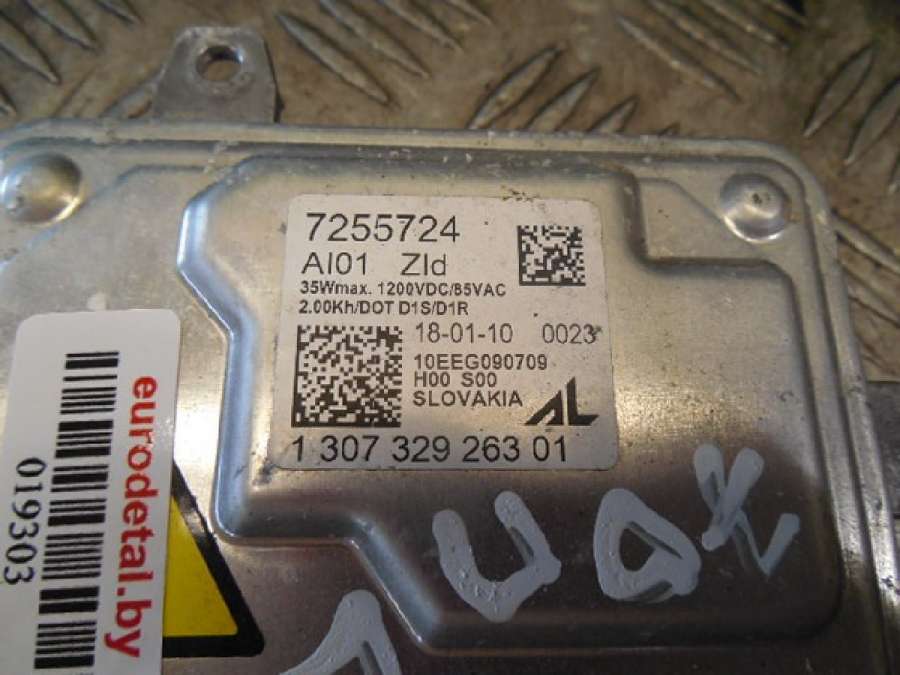 7255724
AI01 Zld
35Wmax. 1200VDC/85VAC
2.00Kh/DOT D1S/D1R
18-01-10 0023
10EEG090709
H00 S00
SLOVAKIA AL
1 307 329 263 01
eurodetal.by
019303